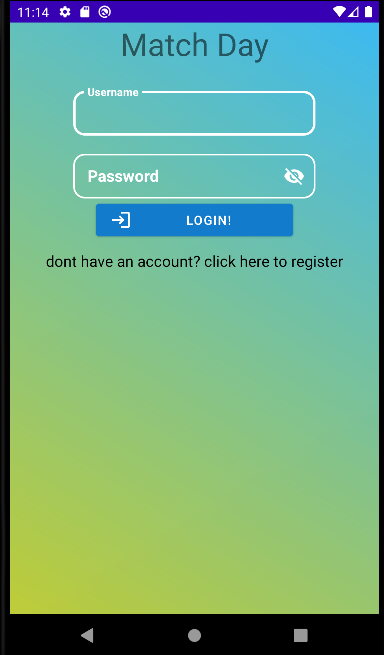 11:14
Match Day
Username
Password
LOGIN!
dont have an account? click here to register